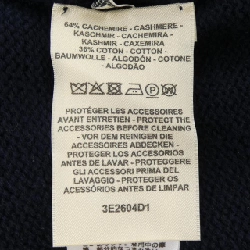 64% CACHEMIRE - CASHMERE -
KASCHMIR - CACHEMIRA -
KASHMIR - CAXEMIRA
36% COTON - COTTON
BAUMWOLLE - ALGODÓN - COTONE
ALGODÃO
PROTÉGER LES ACCESSOIRES
AVANT ENTRETIEN - PROTECT THE
ACCESSORIES BEFORE CLEANING
- VOR DEM REINIGEN
DIE ACCESSOIRES ABDECKEN -
PROTEGER LOS ACCESORIOS
ANTES DE LAVAR - PROTEGGERE
GLI ACCESSORI PRIMA DEL
LAVAGGIO - PROTEGER OS
ACESSÓRIOS ANTES DE LIMPAR
3E2604D1